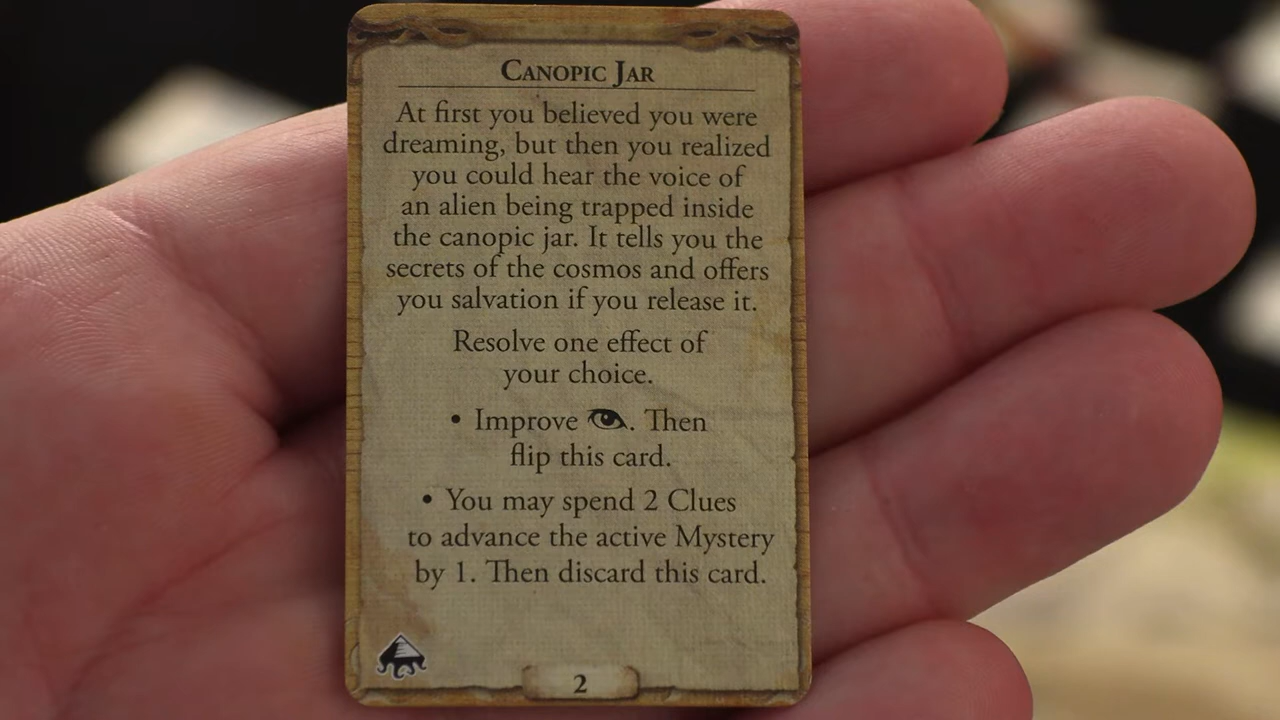 Canopic Jar
At first you believed you were
dreaming, but then you realized
you could hear the voice of
an alien being trapped inside
the canopic jar. It tells you the
secrets of the cosmos and offers
you salvation if you release it.
Resolve one effect of
your choice.
• Improve . Then
flip this card.
• You may spend 2 Clues
to advance the active Mystery
by 1. Then discard this card.
2